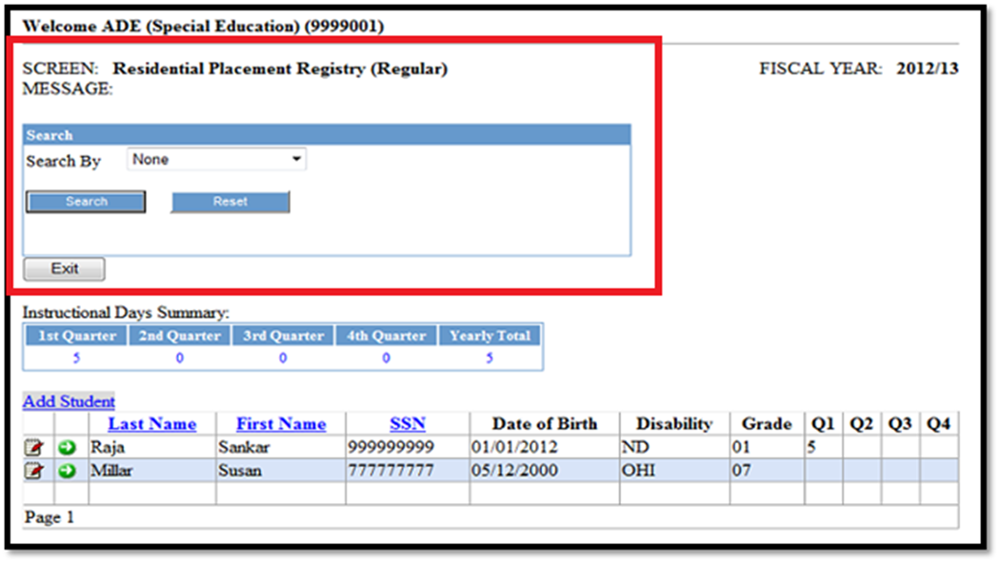 Welcome ADE (Special Education) (9999001)
SCREEN: Residential Placement Registry (Regular) FISCAL YEAR: 2012/13
MESSAGE:
Search
Search By None
Search Reset
Exit
Instructional Days Summary:
1st Quarter 2nd Quarter 3rd Quarter 4th Quarter Yearly Total
5 0 0 0 5
Add Student
Last Name First Name SSN Date of Birth Disability Grade Q1 Q2 Q3 Q4
Raja Sankar 999999999 01/01/2012 ND 01 5
Millar Susan 777777777 05/12/2000 OHI 07
Page 1